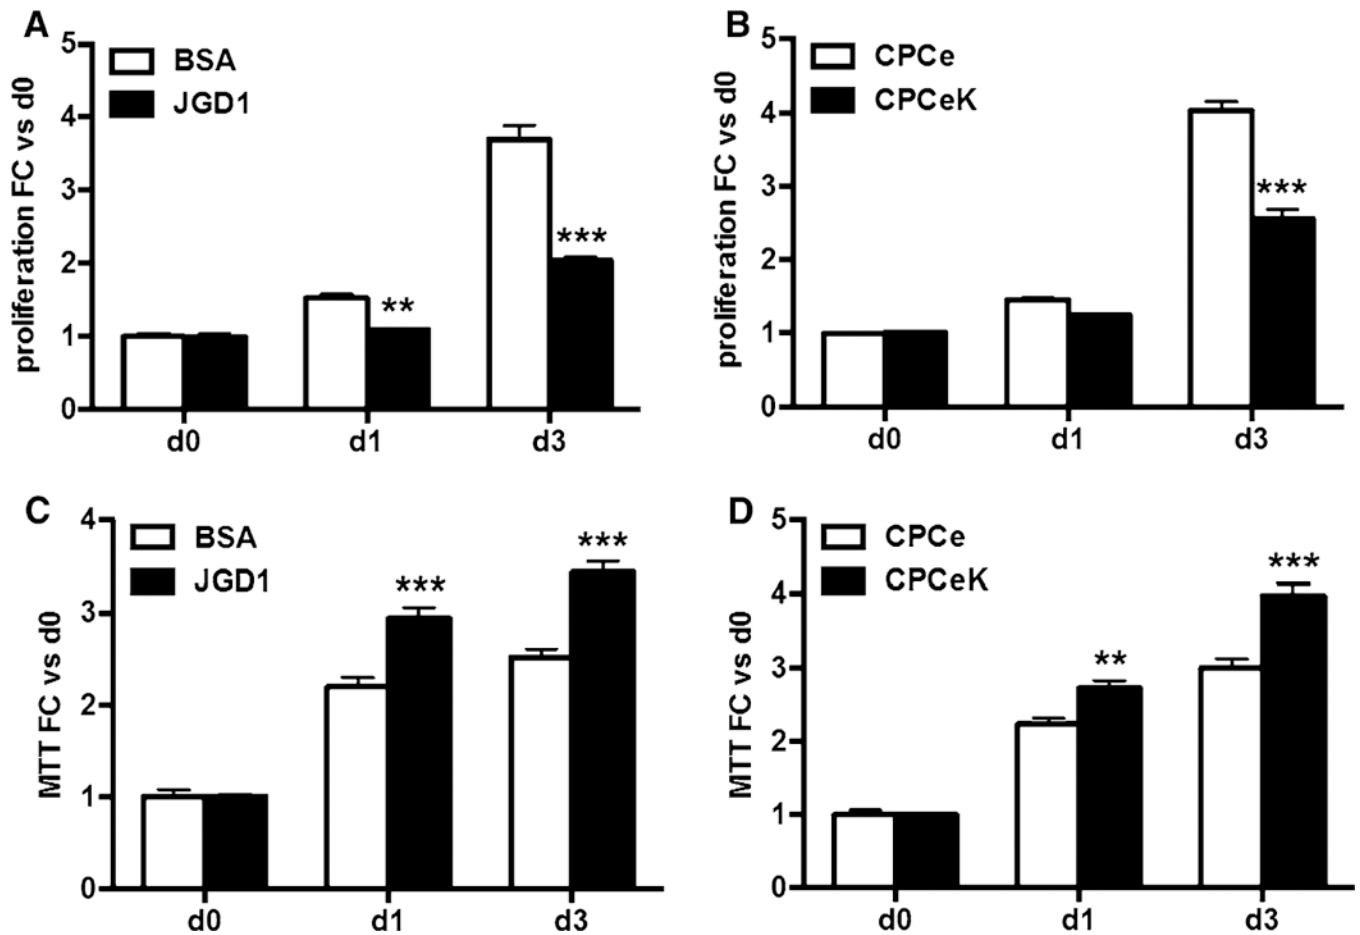 A
proliferation FC vs d0
5
4
3
2
1
0
BSA
JGD1
**
***
d0 d1 d3
B
proliferation FC vs d0
5
4
3
2
1
0
CPCe
CPCeK
***
d0 d1 d3
C
MTT FC vs d0
4
3
2
1
0
BSA
JGD1
***
***
d0 d1 d3
D
MTT FC vs d0
5
4
3
2
1
0
CPCe
CPCeK
**
***
d0 d1 d3